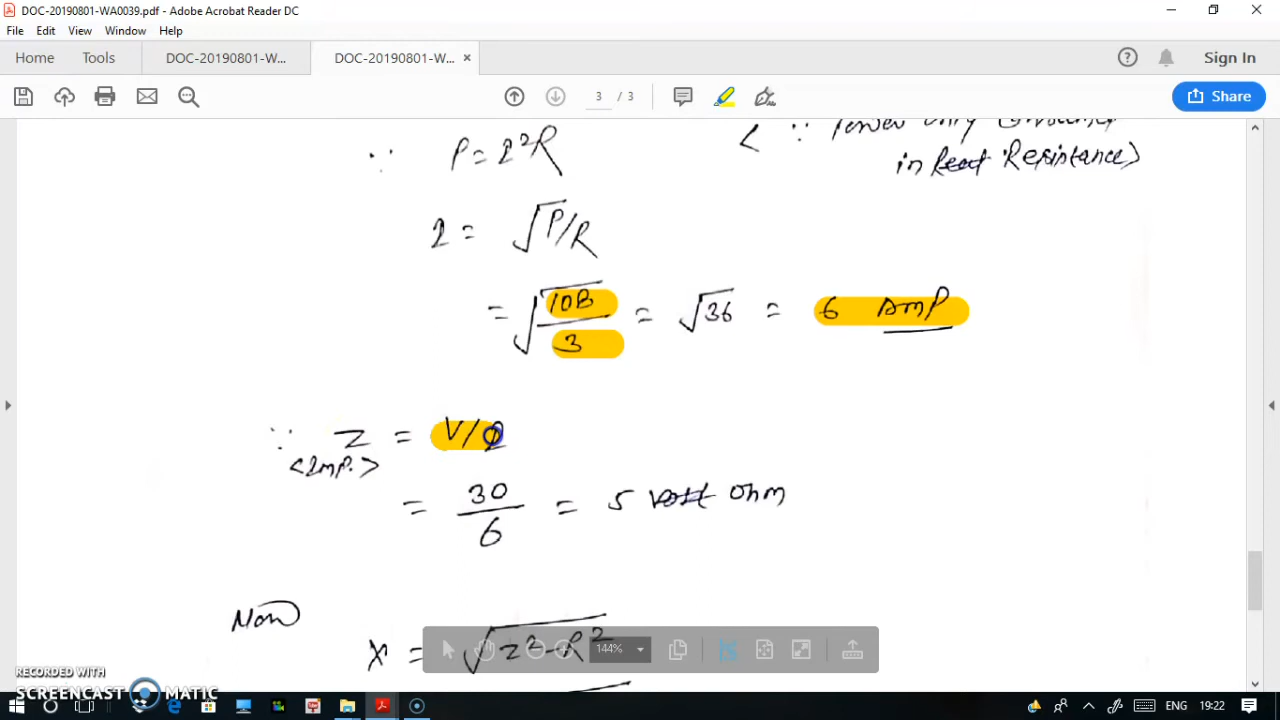 DOC-20190801-WA0039.pdf - Adobe Acrobat Reader DC
File Edit View Window Help
Home Tools DOC-20190801-W... DOC-20190801-W... ×
3 / 3
Share
Sign In
< ∵ Power only
in Resistance>
∵ P = I²R
I = √P/R
= √108/3 = √36 = 6 Amp
∵ Z = V/I
<Imp.>
= 30/6 = 5 volt ohm
Now
X = √Z²-R²
144%
RECORDED WITH
SCREENCAST MATIC
ENG 19:22